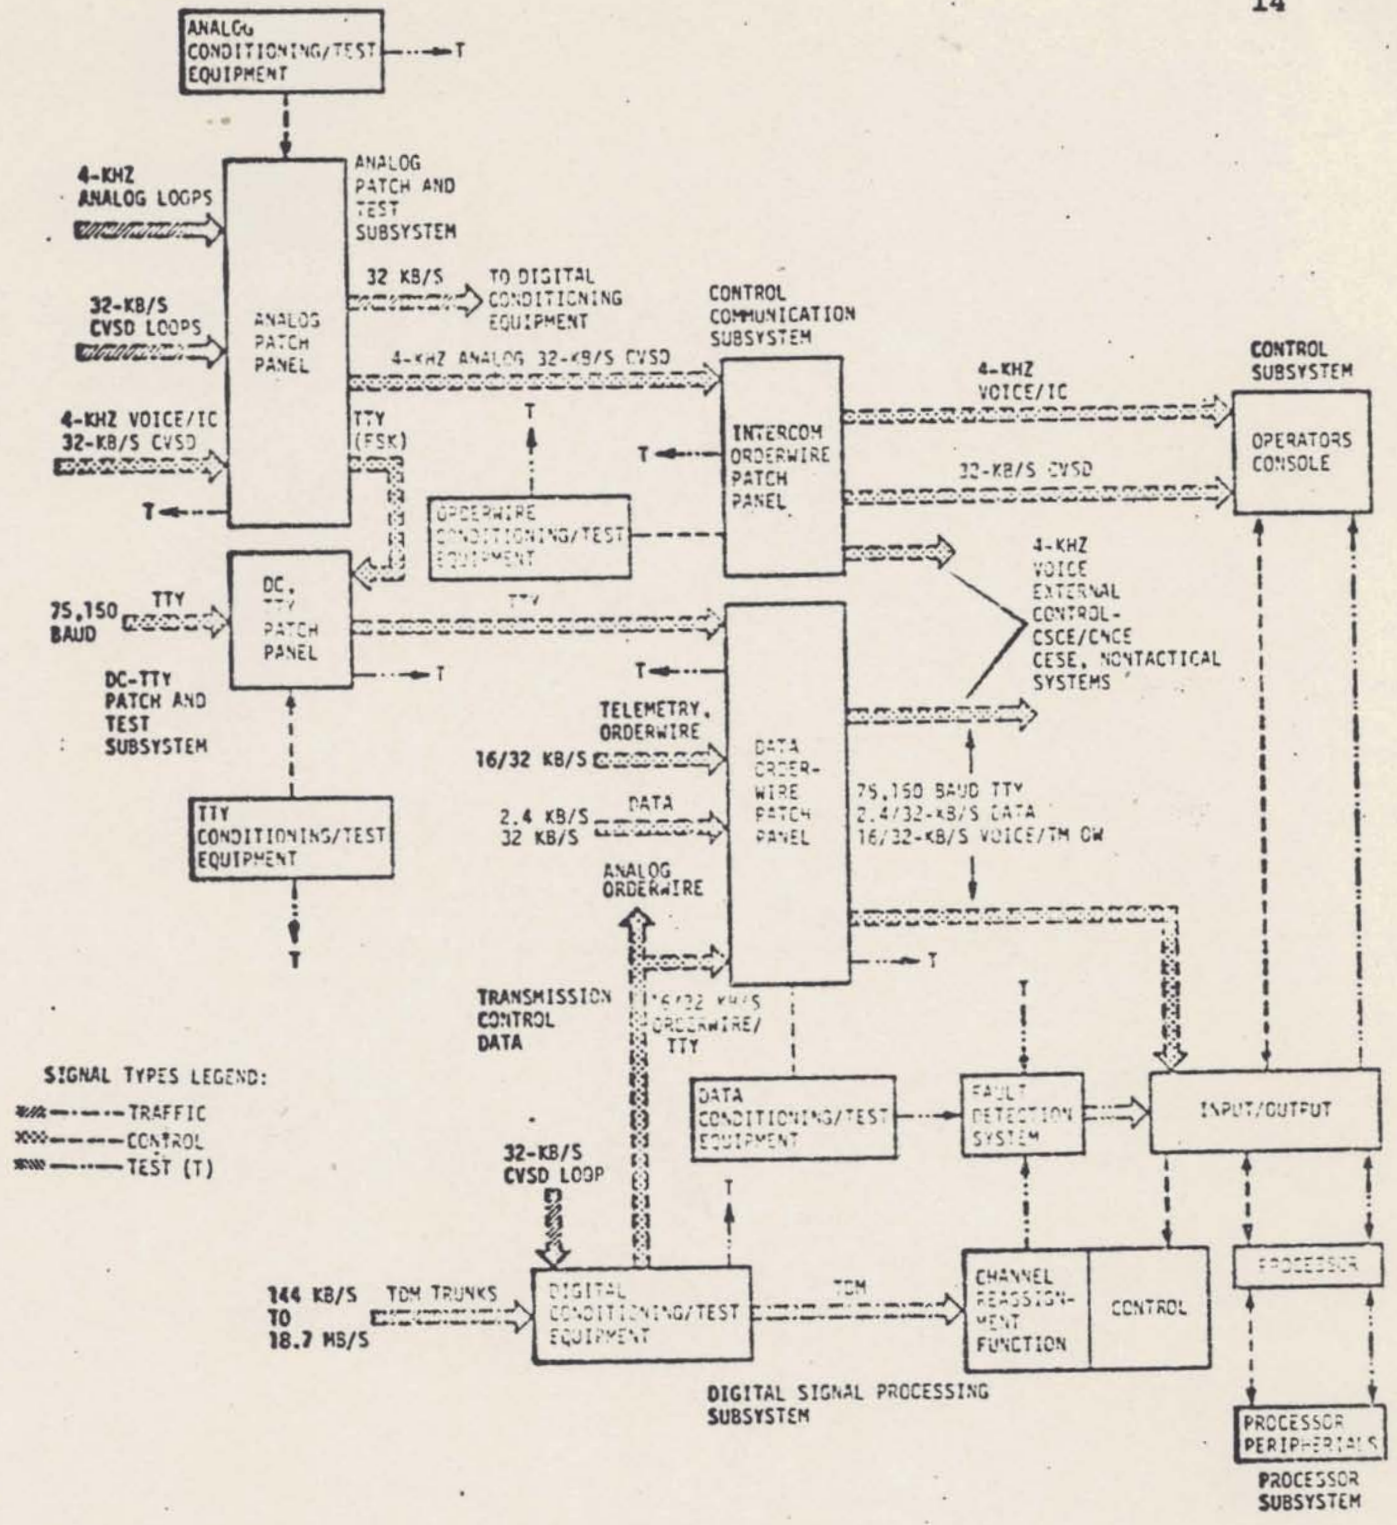 14
ANALOG
CONDITIONING/TEST
EQUIPMENT
T
4-KHZ
ANALOG LOOPS
ANALOG
PATCH AND
TEST
SUBSYSTEM
32 KB/S
TO DIGITAL
CONDITIONING
EQUIPMENT
32-KB/S
CVSD LOOPS
ANALOG
PATCH
PANEL
4-KHZ ANALOG 32-KB/S CVSD
CONTROL
COMMUNICATION
SUBSYSTEM
CONTROL
SUBSYSTEM
4-KHZ VOICE/IC
32-KB/S CVSD
TTY
(FSK)
T
T
T
INTERCOM
ORDERWIRE
PATCH
PANEL
4-KHZ
VOICE/IC
32-KB/S CVSD
OPERATORS
CONSOLE
ORDERWIRE
CONDITIONING/TEST
EQUIPMENT
4-KHZ
VOICE
EXTERNAL
CONTROL-
CSCE/CNCE
CESE, NONTACTICAL
SYSTEMS
75,150
BAUD
TTY
DC,
TTY
PATCH
PANEL
TTY
T
T
DC-TTY
PATCH AND
TEST
SUBSYSTEM
TELEMETRY,
ORDERWIRE
16/32 KB/S
DATA
2.4 KB/S
32 KB/S
DATA
ORDER-
WIRE
PATCH
PANEL
75,150 BAUD TTY
2.4/32-KB/S DATA
16/32-KB/S VOICE/TM OW
TTY
CONDITIONING/TEST
EQUIPMENT
T
ANALOG
ORDERWIRE
T
TRANSMISSION
CONTROL
DATA
16/32 KB/S
ORDERWIRE/
TTY
T
SIGNAL TYPES LEGEND:
TRAFFIC
CONTROL
TEST (T)
DATA
CONDITIONING/TEST
EQUIPMENT
FAULT
DETECTION
SYSTEM
INPUT/OUTPUT
32-KB/S
CVSD LOOP
T
144 KB/S
TO
18.7 MB/S
TDM TRUNKS
DIGITAL
CONDITIONING/TEST
EQUIPMENT
TDM
CHANNEL
REASSIGN-
MENT
FUNCTION
CONTROL
PROCESSOR
DIGITAL SIGNAL PROCESSING
SUBSYSTEM
PROCESSOR
PERIPHERIALS
PROCESSOR
SUBSYSTEM